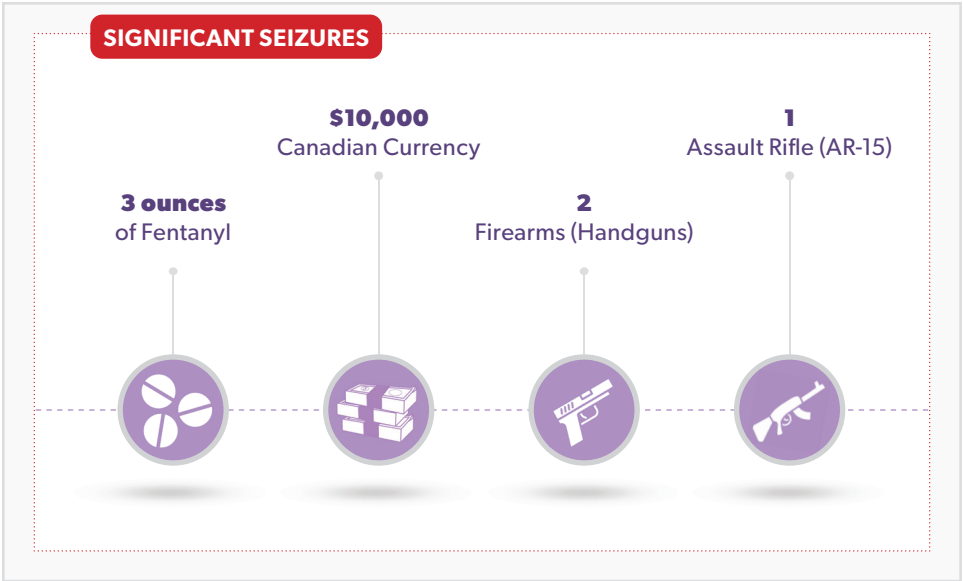 SIGNIFICANT SEIZURES
3 ounces
of Fentanyl
$10,000
Canadian Currency
2
Firearms (Handguns)
1
Assault Rifle (AR-15)